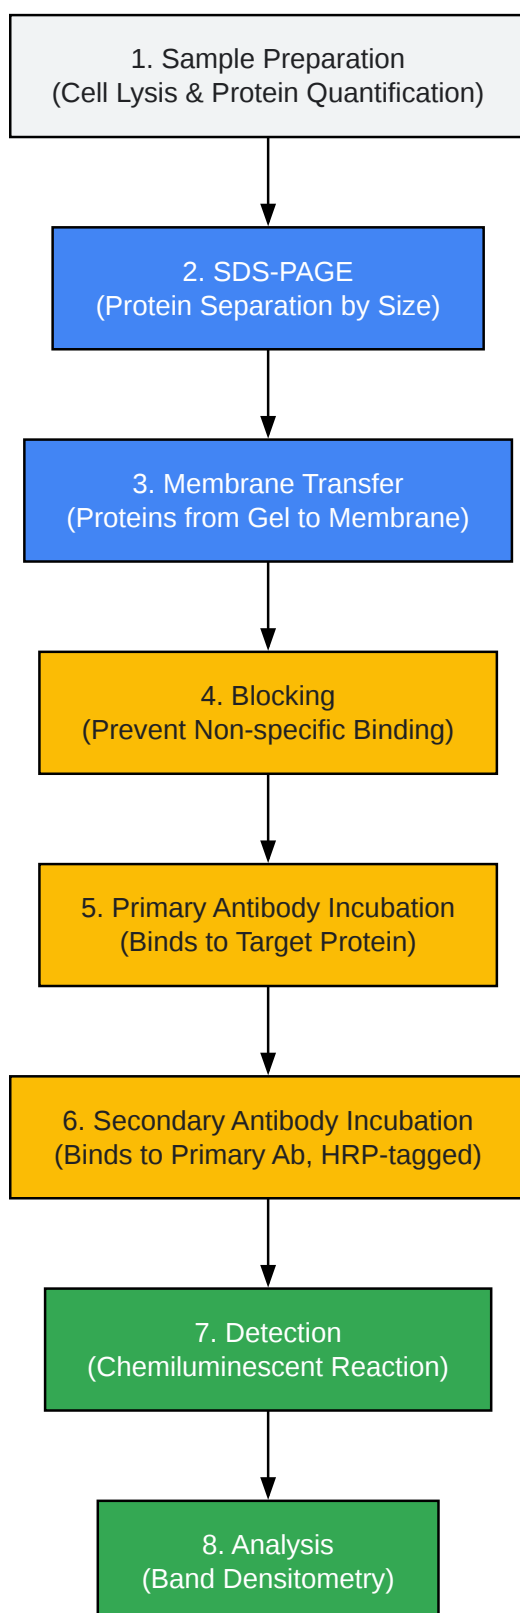 1. Sample Preparation
(Cell Lysis & Protein Quantification)
2. SDS-PAGE
(Protein Separation by Size)
3. Membrane Transfer
(Proteins from Gel to Membrane)
4. Blocking
(Prevent Non-specific Binding)
5. Primary Antibody Incubation
(Binds to Target Protein)
6. Secondary Antibody Incubation
(Binds to Primary Ab, HRP-tagged)
7. Detection
(Chemiluminescent Reaction)
8. Analysis
(Band Densitometry)